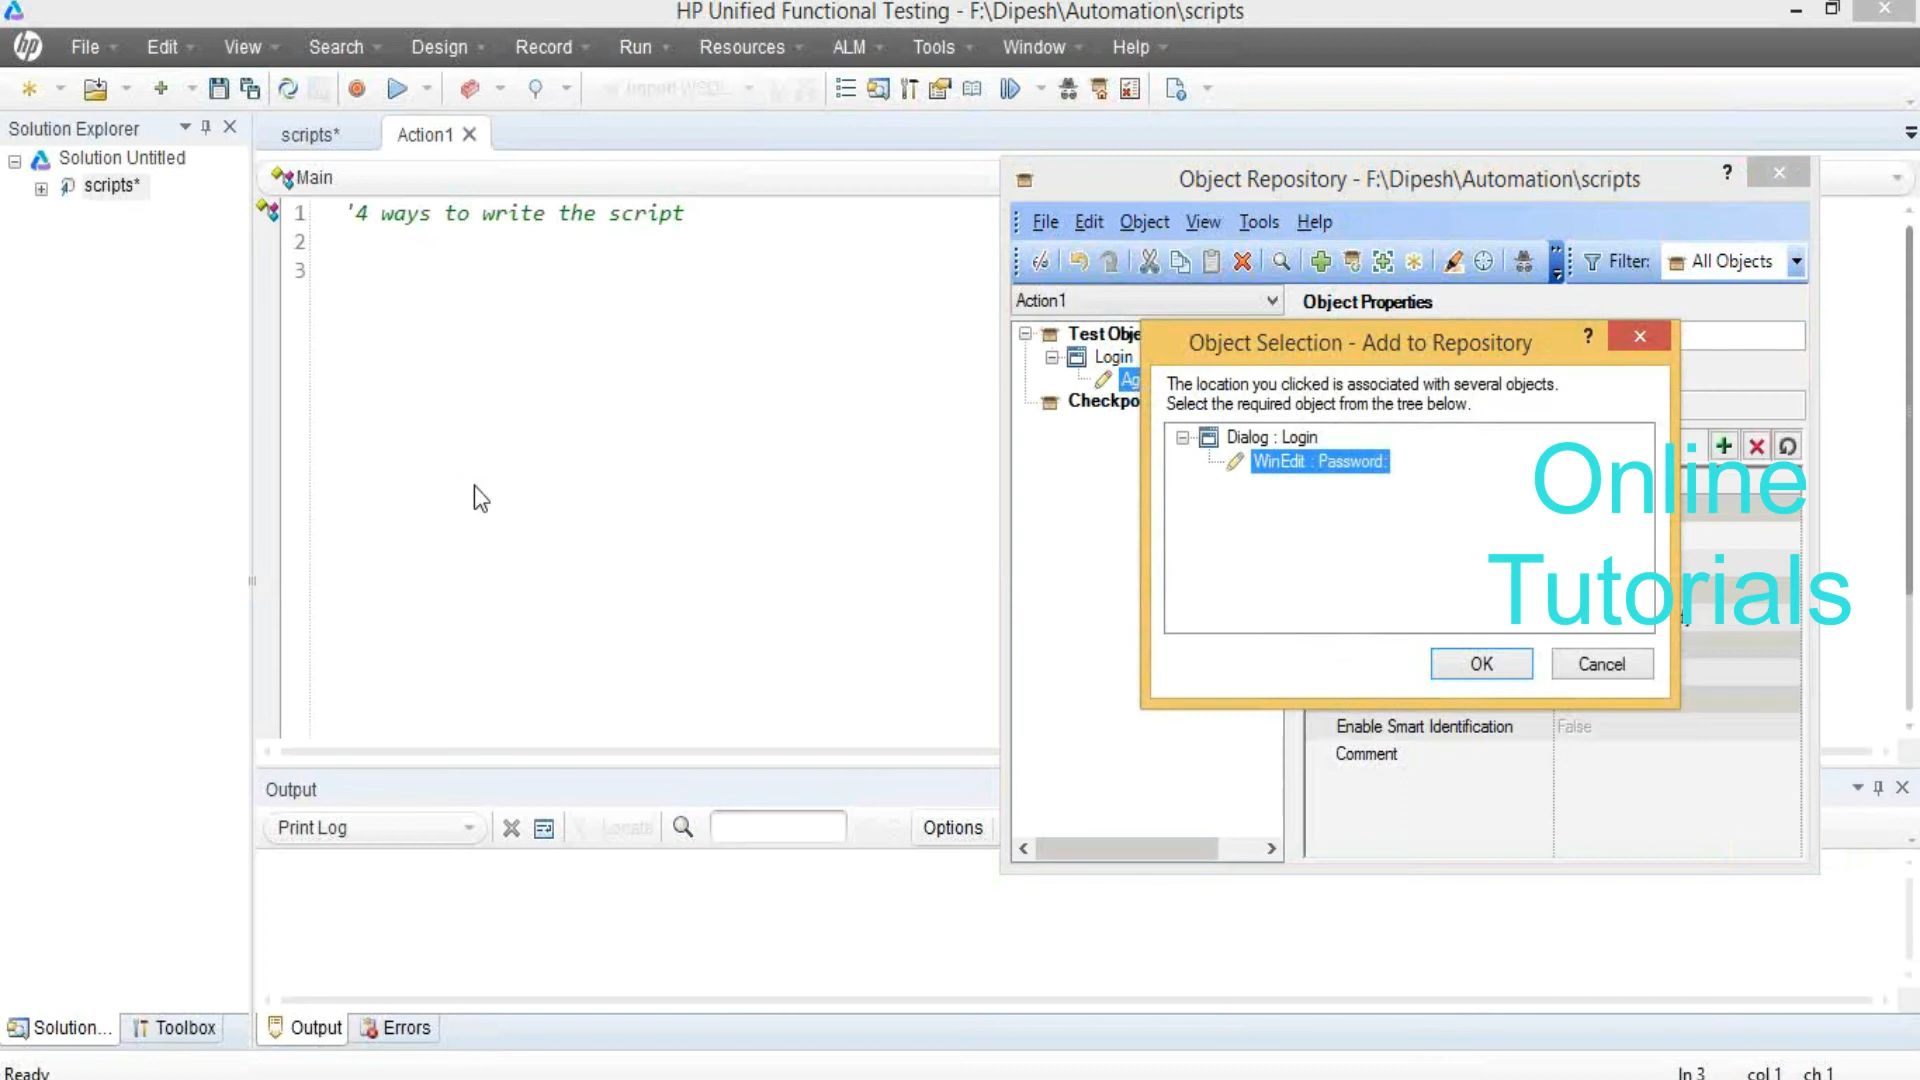 HP Unified Functional Testing - F:\Dipesh\Automation\scripts
hp File Edit View Search Design Record Run Resources ALM Tools Window Help
Solution Explorer
Solution Untitled
scripts*
scripts* Action1
Main
1 '4 ways to write the script
2
3
Object Repository - F:\Dipesh\Automation\scripts
File Edit Object View Tools Help
Filter: All Objects
Action1
Object Properties
Test Obje
Login
Ag
Checkpo
Object Selection - Add to Repository
The location you clicked is associated with several objects.
Select the required object from the tree below.
Dialog : Login
WinEdit : Password:
OK Cancel
Online
Tutorials
Enable Smart Identification False
Comment
Output
Print Log
Locate
Options
Solution... Toolbox
Output Errors
Ready
ln 3 col 1 ch 1